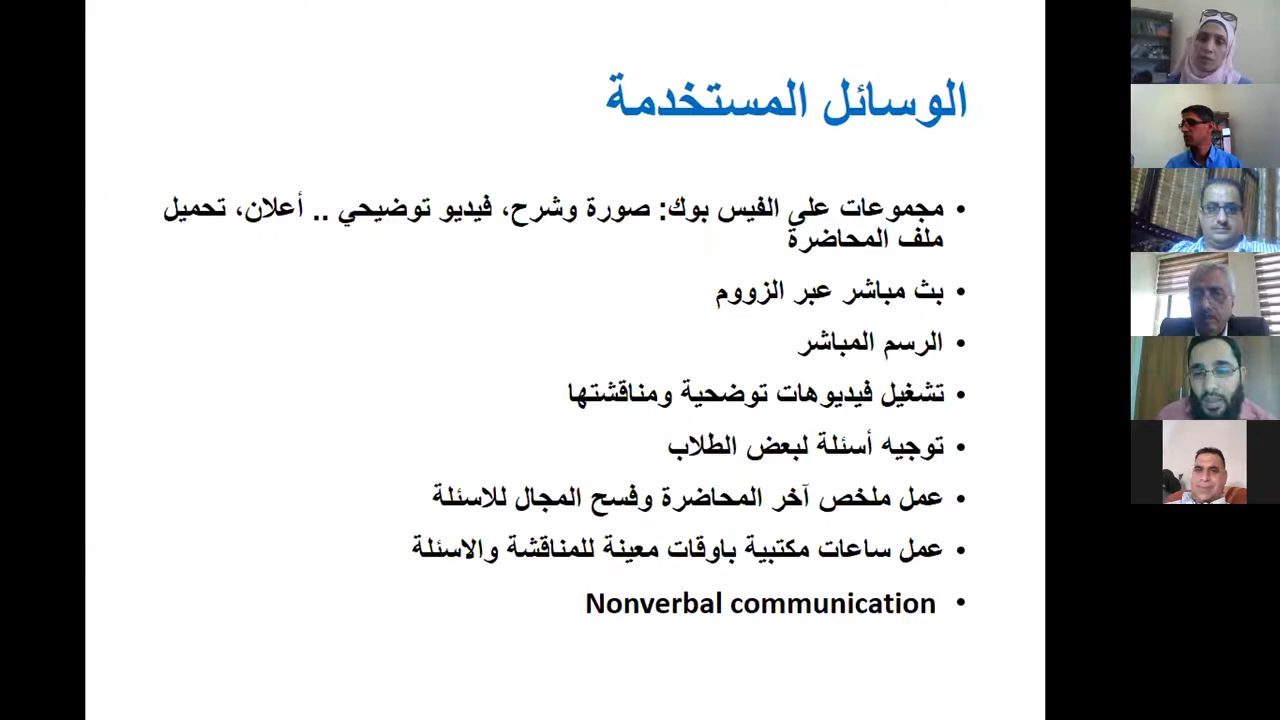 الوسائل المستخدمة
• مجموعات على الفيس بوك: صورة وشرح، فيديو توضيحي .. أعلان، تحميل
ملف المحاضرة
• بث مباشر عبر الزووم
• الرسم المباشر
• تشغيل فيديوهات توضحية ومناقشتها
• توجيه أسئلة لبعض الطلاب
• عمل ملخص آخر المحاضرة وفسح المجال للاسئلة
• عمل ساعات مكتبية باوقات معينة للمناقشة والاسئلة
• Nonverbal communication